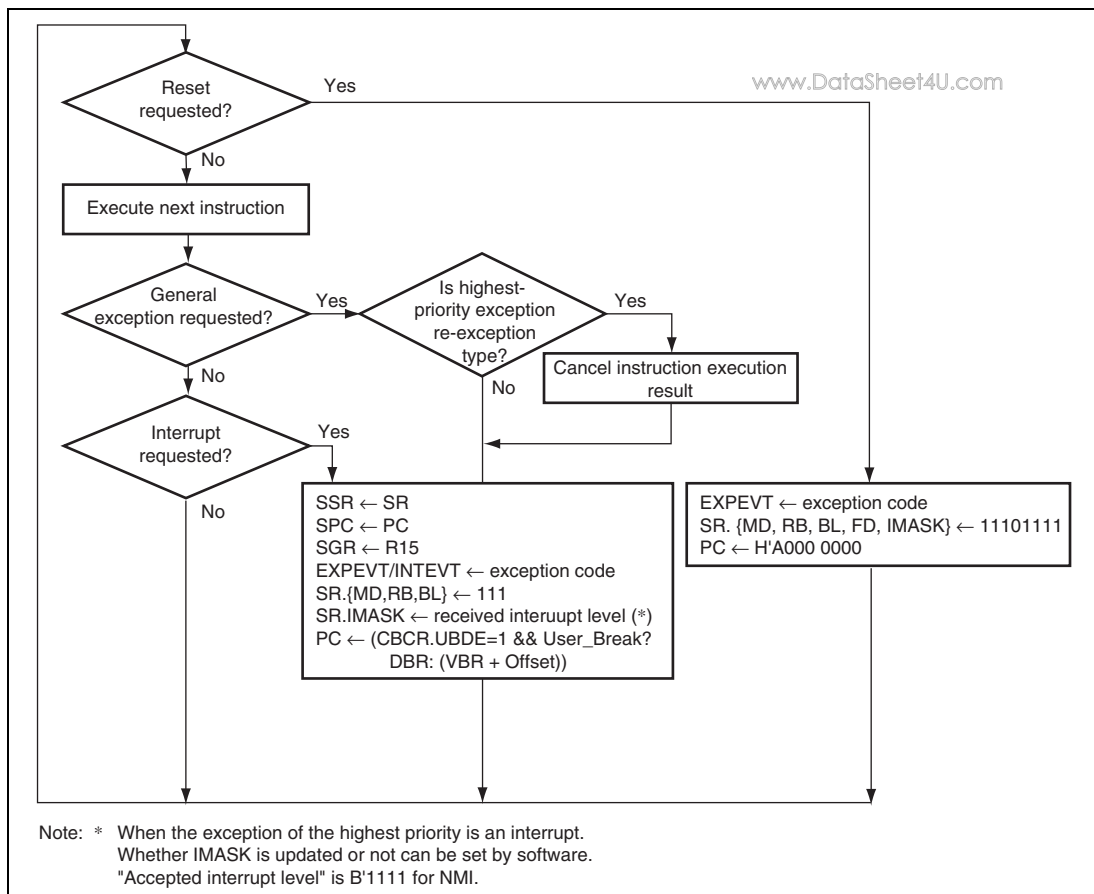 www.DataSheet4U.com
Reset
requested?
Yes
No
Execute next instruction
General
exception requested?
Yes
No
Is highest-
priority exception
re-exception
type?
Yes
No
Cancel instruction execution
result
Interrupt
requested?
Yes
No
SSR ← SR
SPC ← PC
SGR ← R15
EXPEVT/INTEVT ← exception code
SR.{MD,RB,BL} ← 111
SR.IMASK ← received interuupt level (*)
PC ← (CBCR.UBDE=1 && User_Break?
DBR: (VBR + Offset))
EXPEVT ← exception code
SR. {MD, RB, BL, FD, IMASK} ← 11101111
PC ← H'A000 0000
Note: * When the exception of the highest priority is an interrupt.
Whether IMASK is updated or not can be set by software.
"Accepted interrupt level" is B'1111 for NMI.